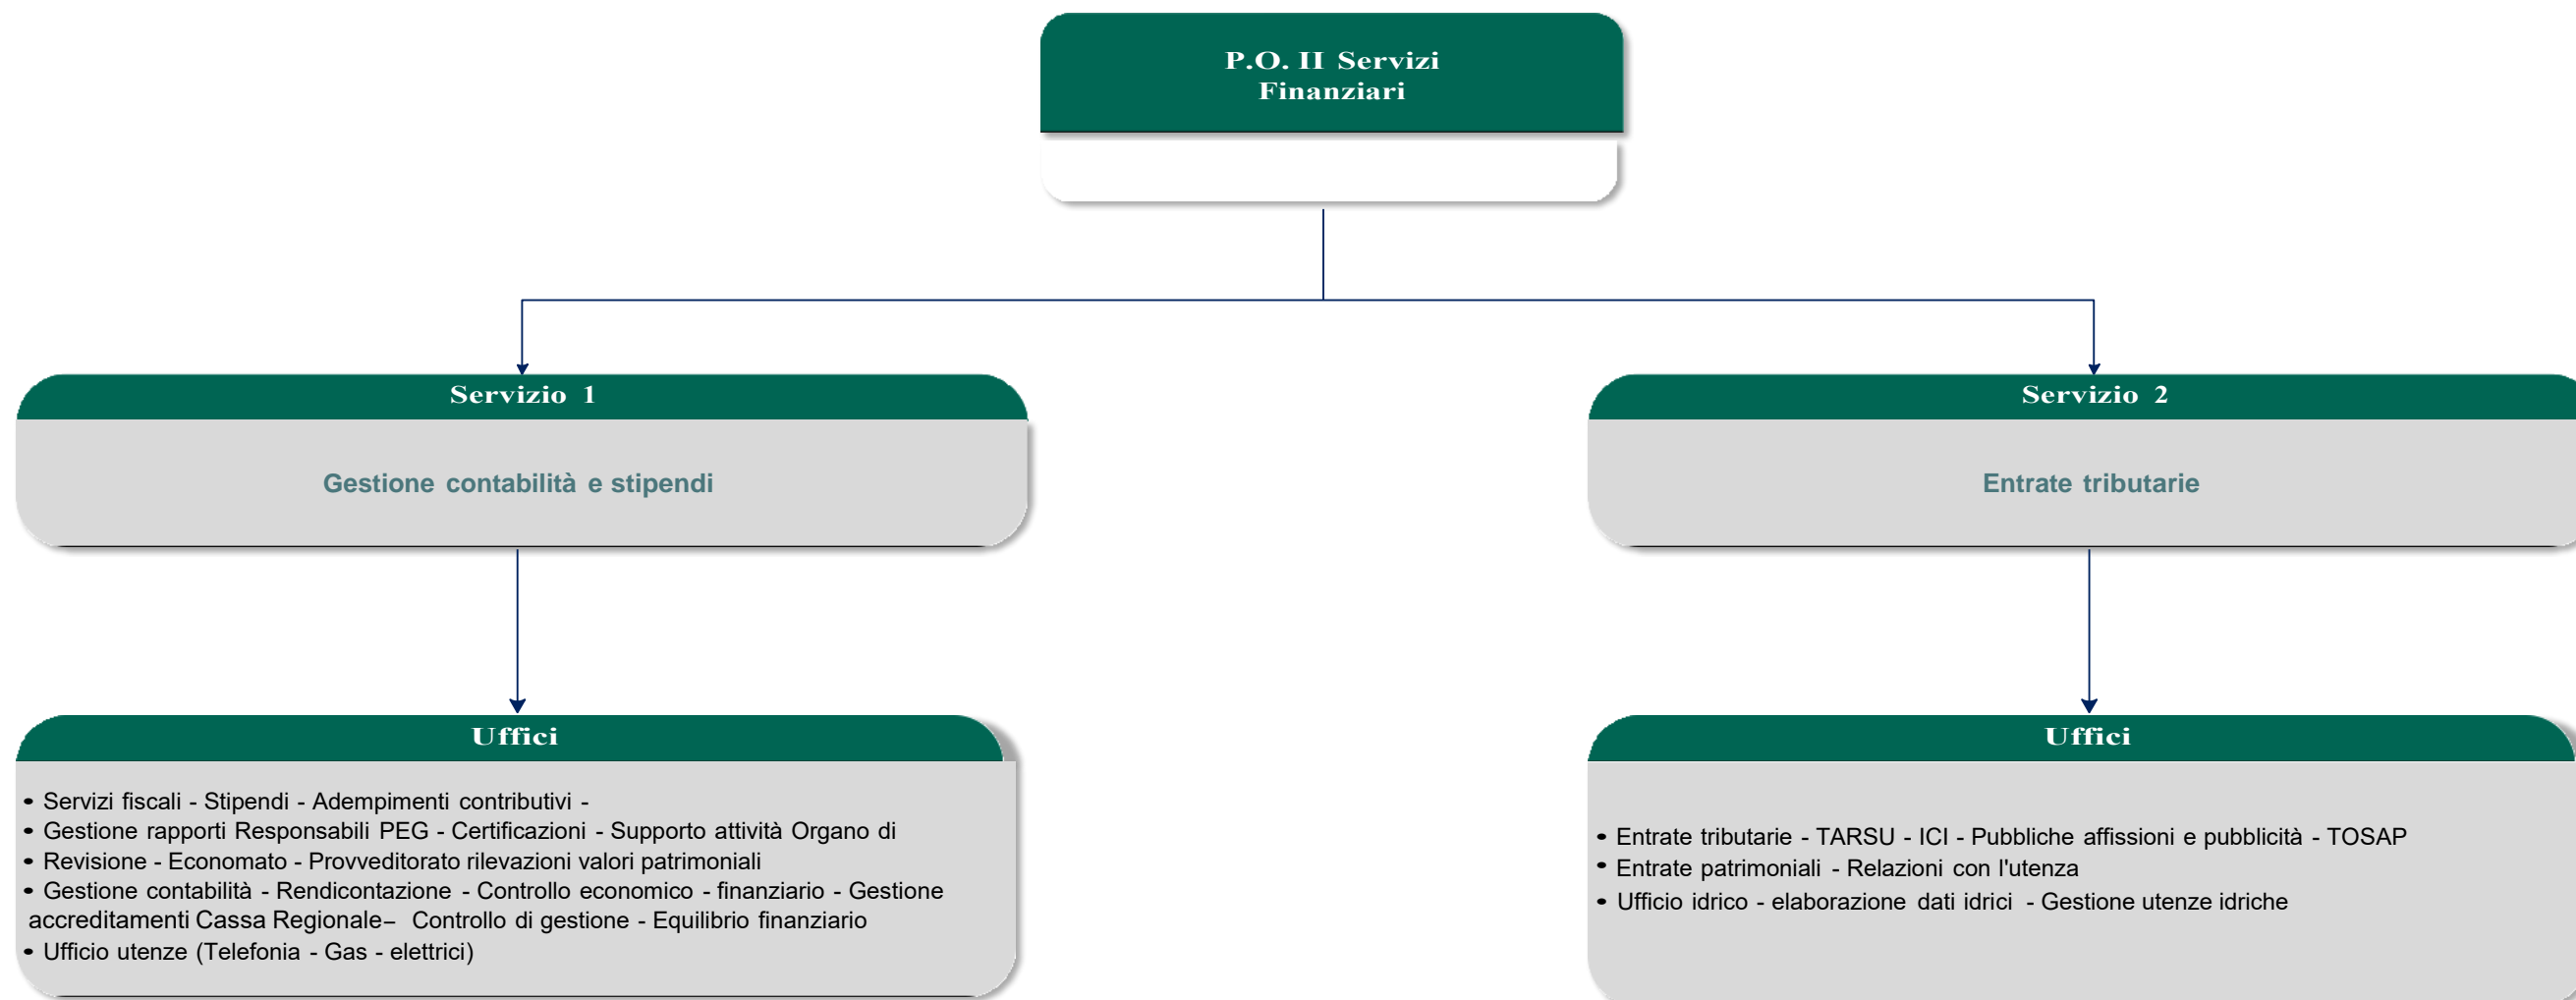 P.O. II Servizi
Finanziari
Servizio 1
Gestione contabilità e stipendi
Servizio 2
Entrate tributarie
Uffici
• Servizi fiscali - Stipendi - Adempimenti contributivi -
• Gestione rapporti Responsabili PEG - Certificazioni - Supporto attività Organo di
• Revisione - Economato - Provveditorato rilevazioni valori patrimoniali
• Gestione contabilità - Rendicontazione - Controllo economico - finanziario - Gestione
accreditamenti Cassa Regionale– Controllo di gestione - Equilibrio finanziario
• Ufficio utenze (Telefonia - Gas - elettrici)
Uffici
• Entrate tributarie - TARSU - ICI - Pubbliche affissioni e pubblicità - TOSAP
• Entrate patrimoniali - Relazioni con l'utenza
• Ufficio idrico - elaborazione dati idrici - Gestione utenze idriche